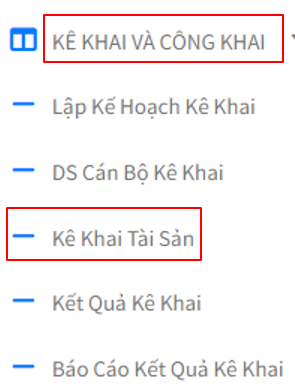 KÊ KHAI VÀ CÔNG KHAI
Lập Kế Hoạch Kê Khai
DS Cán Bộ Kê Khai
Kê Khai Tài Sản
Kết Quả Kê Khai
Báo Cáo Kết Quả Kê Khai